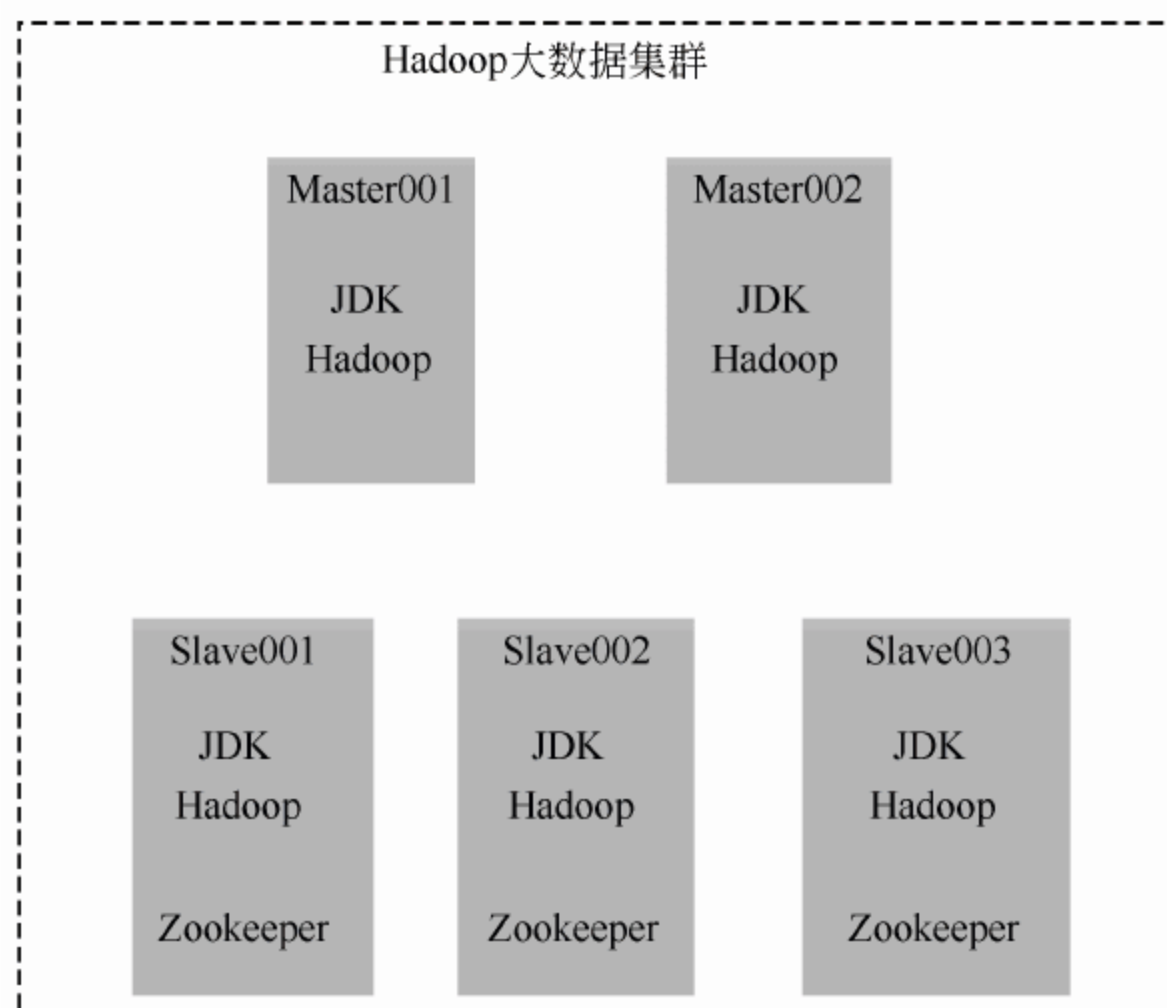 Hadoop大数据集群
Master001
JDK
Hadoop
Master002
JDK
Hadoop
Slave001
JDK
Hadoop
Zookeeper
Slave002
JDK
Hadoop
Zookeeper
Slave003
JDK
Hadoop
Zookeeper